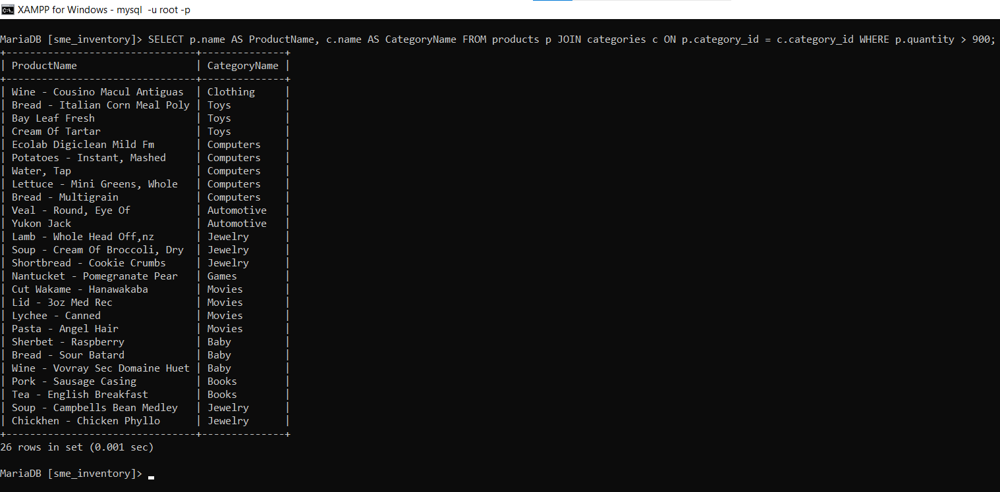 XAMPP for Windows - mysql  -u root -p
MariaDB [sme_inventory]> SELECT p.name AS ProductName, c.name AS CategoryName FROM products p JOIN categories c ON p.category_id = c.category_id WHERE p.quantity > 900;
+--------------------------------+--------------+
| ProductName                    | CategoryName |
+--------------------------------+--------------+
| Wine - Cousino Macul Antiguas  | Clothing     |
| Bread - Italian Corn Meal Poly | Toys         |
| Bay Leaf Fresh                 | Toys         |
| Cream Of Tartar                | Toys         |
| Ecolab Digiclean Mild Fm       | Computers    |
| Potatoes - Instant, Mashed     | Computers    |
| Water, Tap                     | Computers    |
| Lettuce - Mini Greens, Whole   | Computers    |
| Bread - Multigrain             | Computers    |
| Veal - Round, Eye Of           | Automotive   |
| Yukon Jack                     | Automotive   |
| Lamb - Whole Head Off,nz       | Jewelry      |
| Soup - Cream Of Broccoli, Dry  | Jewelry      |
| Shortbread - Cookie Crumbs     | Jewelry      |
| Nantucket - Pomegranate Pear   | Games        |
| Cut Wakame - Hanawakaba        | Movies       |
| Lid - 3oz Med Rec              | Movies       |
| Lychee - Canned                | Movies       |
| Pasta - Angel Hair             | Movies       |
| Sherbet - Raspberry            | Baby         |
| Bread - Sour Batard            | Baby         |
| Wine - Vovray Sec Domaine Huet | Baby         |
| Pork - Sausage Casing          | Books        |
| Tea - English Breakfast        | Books        |
| Soup - Campbells Bean Medley   | Jewelry      |
| Chickhen - Chicken Phyllo      | Jewelry      |
+--------------------------------+--------------+
26 rows in set (0.001 sec)
MariaDB [sme_inventory]>